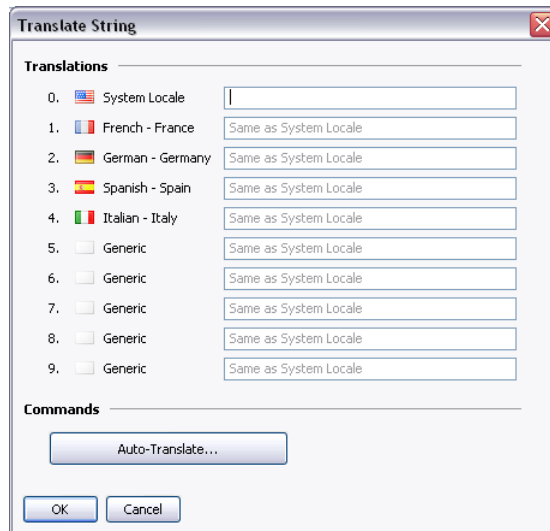 Translate String
Translations
0. System Locale
1. French - France Same as System Locale
2. German - Germany Same as System Locale
3. Spanish - Spain Same as System Locale
4. Italian - Italy Same as System Locale
5. Generic Same as System Locale
6. Generic Same as System Locale
7. Generic Same as System Locale
8. Generic Same as System Locale
9. Generic Same as System Locale
Commands
Auto-Translate...
OK Cancel